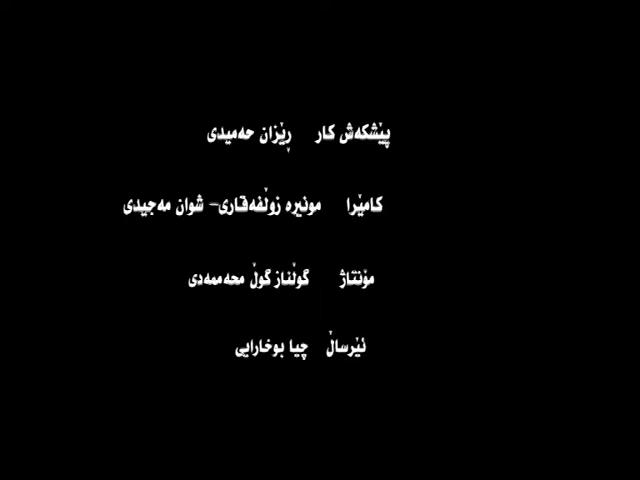 پێشکەش کار ڕێزان حەمیدی
کامێرا مونیرە زوڵفەقاری- شوان مەجیدی
مۆنتاژ گوڵناز گوڵ محەممەدی
ئێرساڵ چیا بوخارایی